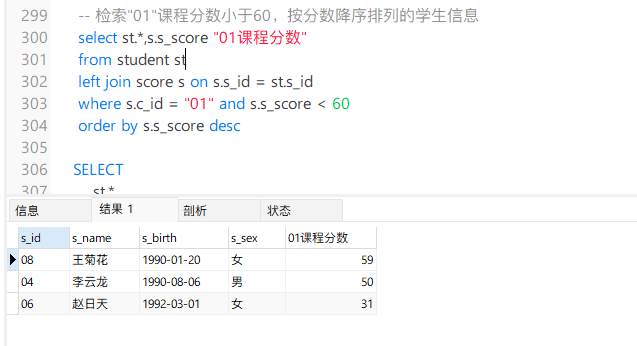 299 -- 检索"01"课程分数小于60，按分数降序排列的学生信息
300 select st.*,s.s_score "01课程分数"
301 from student st
302 left join score s on s.s_id = st.s_id
303 where s.c_id = "01" and s.s_score < 60
304 order by s.s_score desc
305
306 SELECT
307 st.*
信息 结果 1 剖析 状态
s_id s_name s_birth s_sex 01课程分数
08 王菊花 1990-01-20 女 59
04 李云龙 1990-08-06 男 50
06 赵日天 1992-03-01 女 31